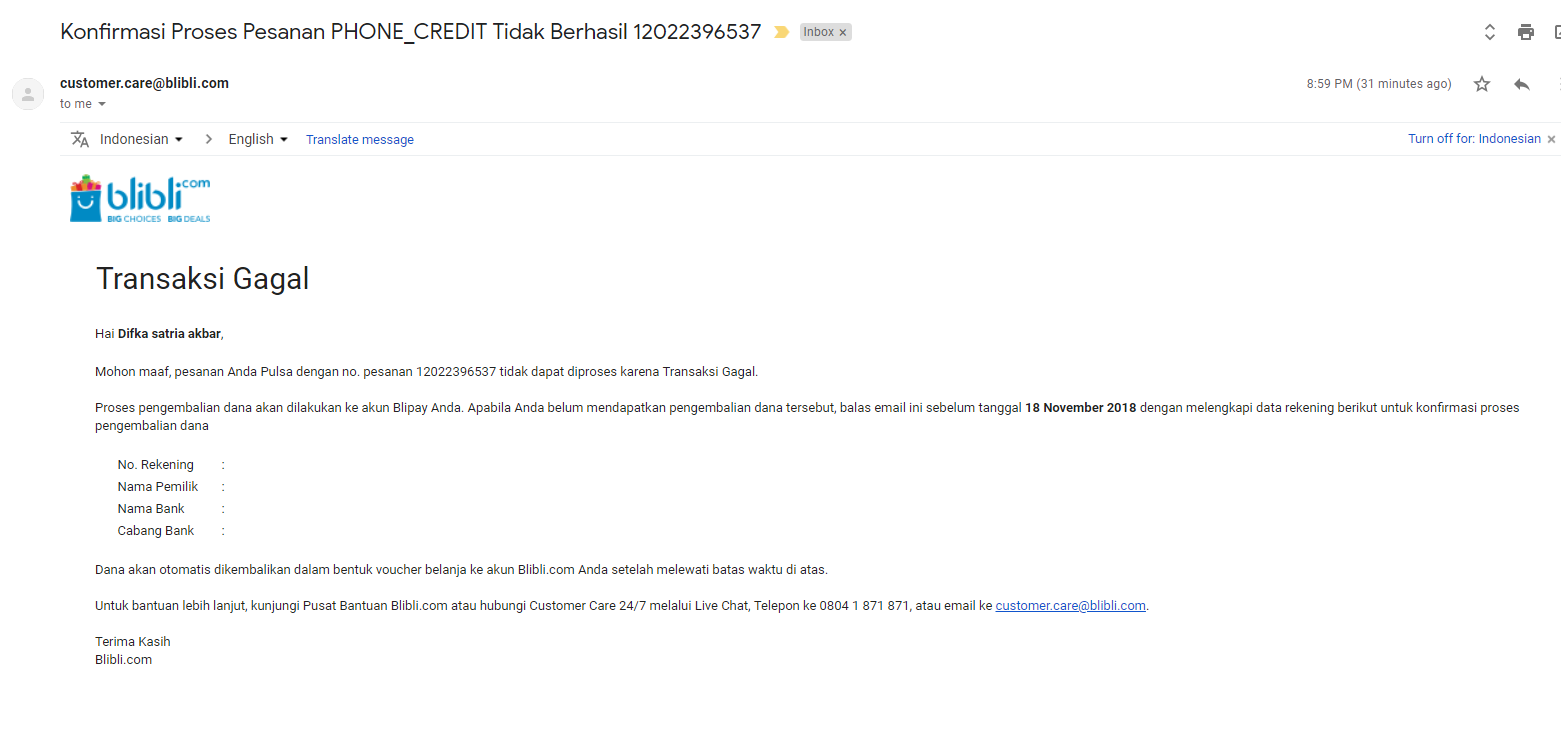 Konfirmasi Proses Pesanan PHONE_CREDIT Tidak Berhasil 12022396537 Inbox ×
customer.care@blibli.com 8:59 PM (31 minutes ago)
to me
Indonesian > English Translate message Turn off for: Indonesian ×
blibli.com
BIG CHOICES BIG DEALS
Transaksi Gagal
Hai Difka satria akbar,
Mohon maaf, pesanan Anda Pulsa dengan no. pesanan 12022396537 tidak dapat diproses karena Transaksi Gagal.
Proses pengembalian dana akan dilakukan ke akun Blipay Anda. Apabila Anda belum mendapatkan pengembalian dana tersebut, balas email ini sebelum tanggal 18 November 2018 dengan melengkapi data rekening berikut untuk konfirmasi proses
pengembalian dana
No. Rekening :
Nama Pemilik :
Nama Bank :
Cabang Bank :
Dana akan otomatis dikembalikan dalam bentuk voucher belanja ke akun Blibli.com Anda setelah melewati batas waktu di atas.
Untuk bantuan lebih lanjut, kunjungi Pusat Bantuan Blibli.com atau hubungi Customer Care 24/7 melalui Live Chat, Telepon ke 0804 1 871 871, atau email ke customer.care@blibli.com.
Terima Kasih
Blibli.com